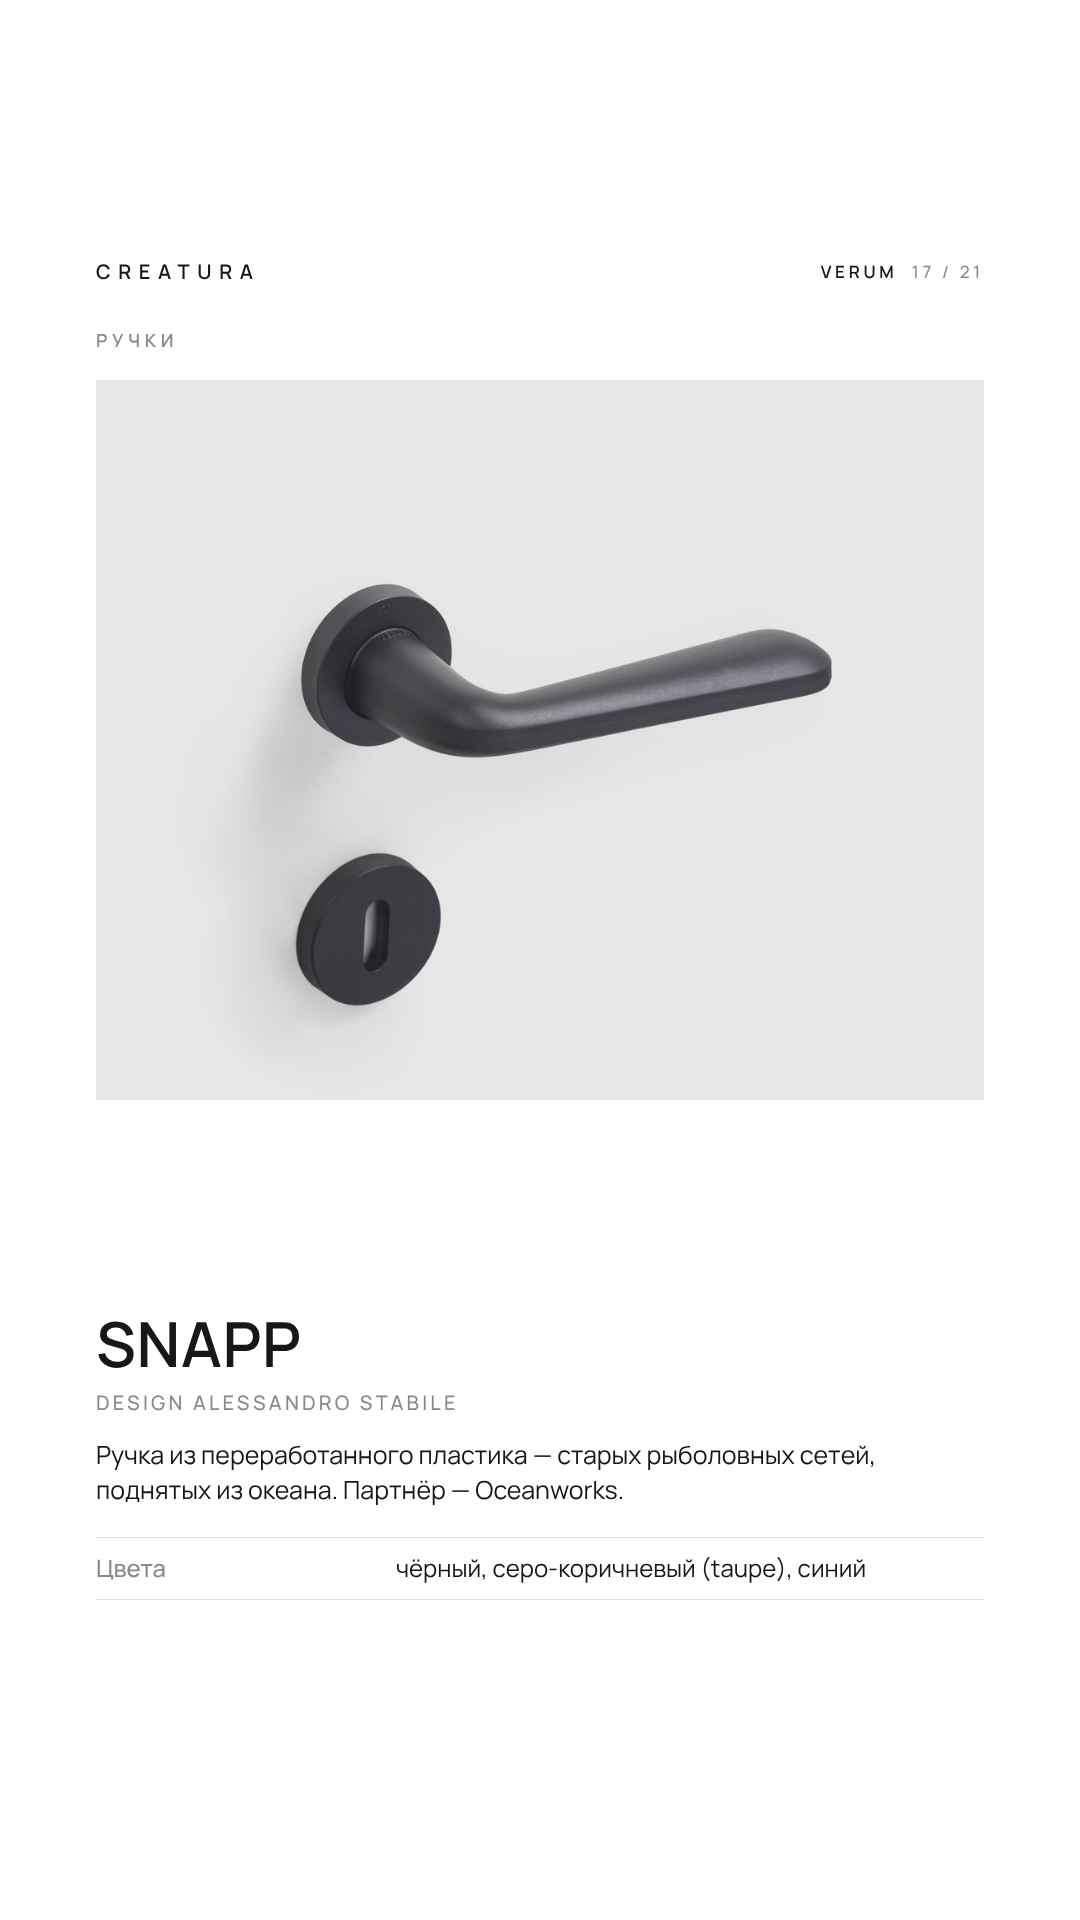 CREATURA
VERUM 17 / 21
РУЧКИ
SNAPP
DESIGN ALESSANDRO STABILE
Ручка из переработанного пластика — старых рыболовных сетей,
поднятых из океана. Партнёр — Oceanworks.
Цвета чёрный, серо-коричневый (taupe), синий